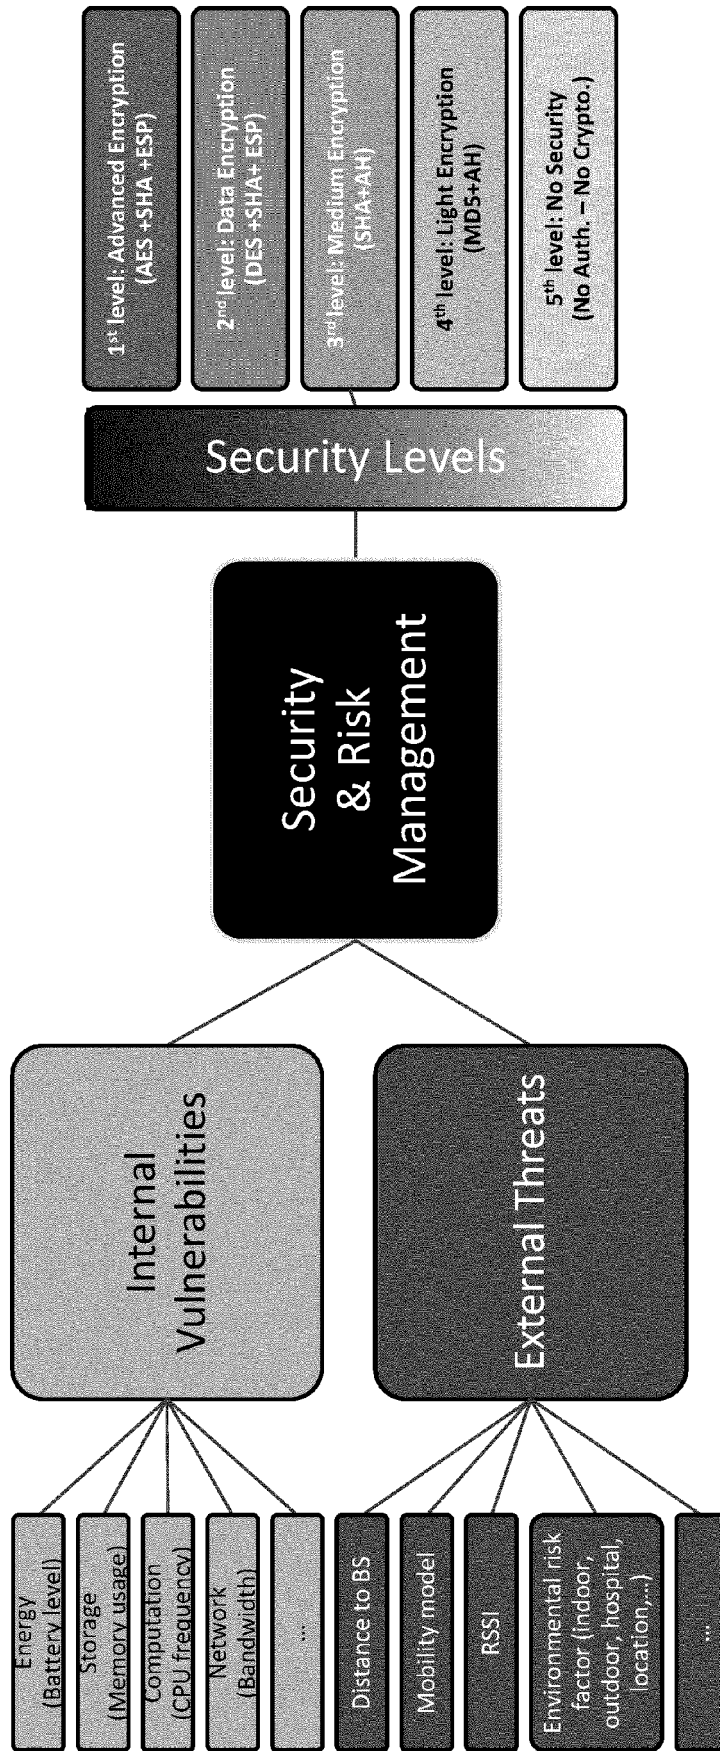 Energy
(Battery level)
Storage
(Memory usage)
Computation
(CPU frequency)
Network
(Bandwidth)
...
Distance to BS
Mobility model
RSSI
Environmental risk
factor (indoor,
outdoor, hospital,
location,...)
...
Internal
Vulnerabilities
External Threats
Security
& Risk
Management
Security Levels
1st level: Advanced Encryption
(AES +SHA +ESP)
2nd level: Data Encryption
(DES +SHA+ ESP)
3rd level: Medium Encryption
(SHA+AH)
4th level: Light Encryption
(MD5+AH)
5th level: No Security
(No Auth. – No Crypto.)